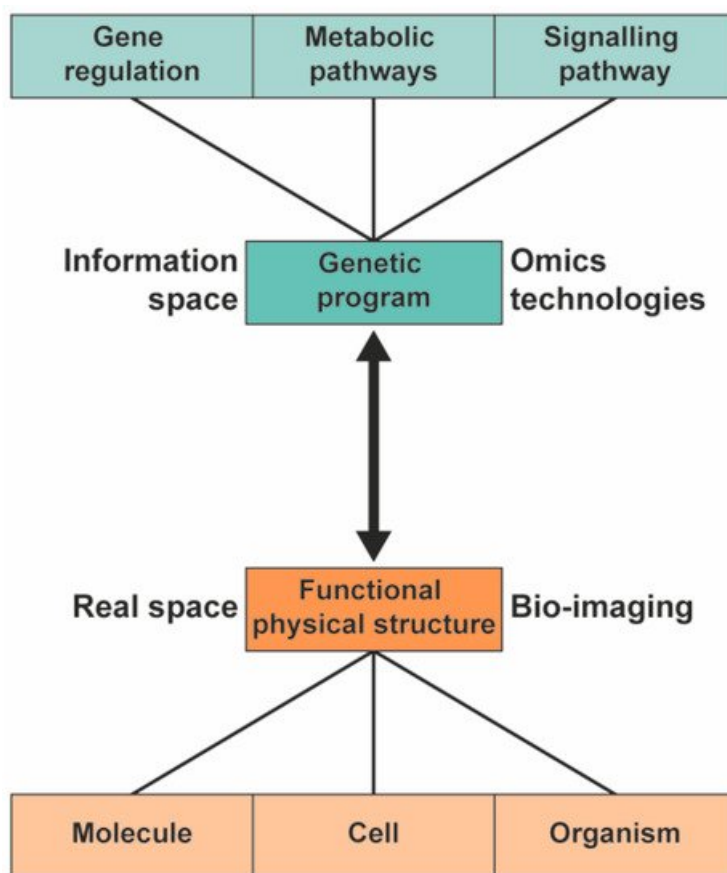 Gene
regulation
Metabolic
pathways
Signalling
pathway
Information
space
Genetic
program
Omics
technologies
Real space
Functional
physical structure
Bio-imaging
Molecule
Cell
Organism